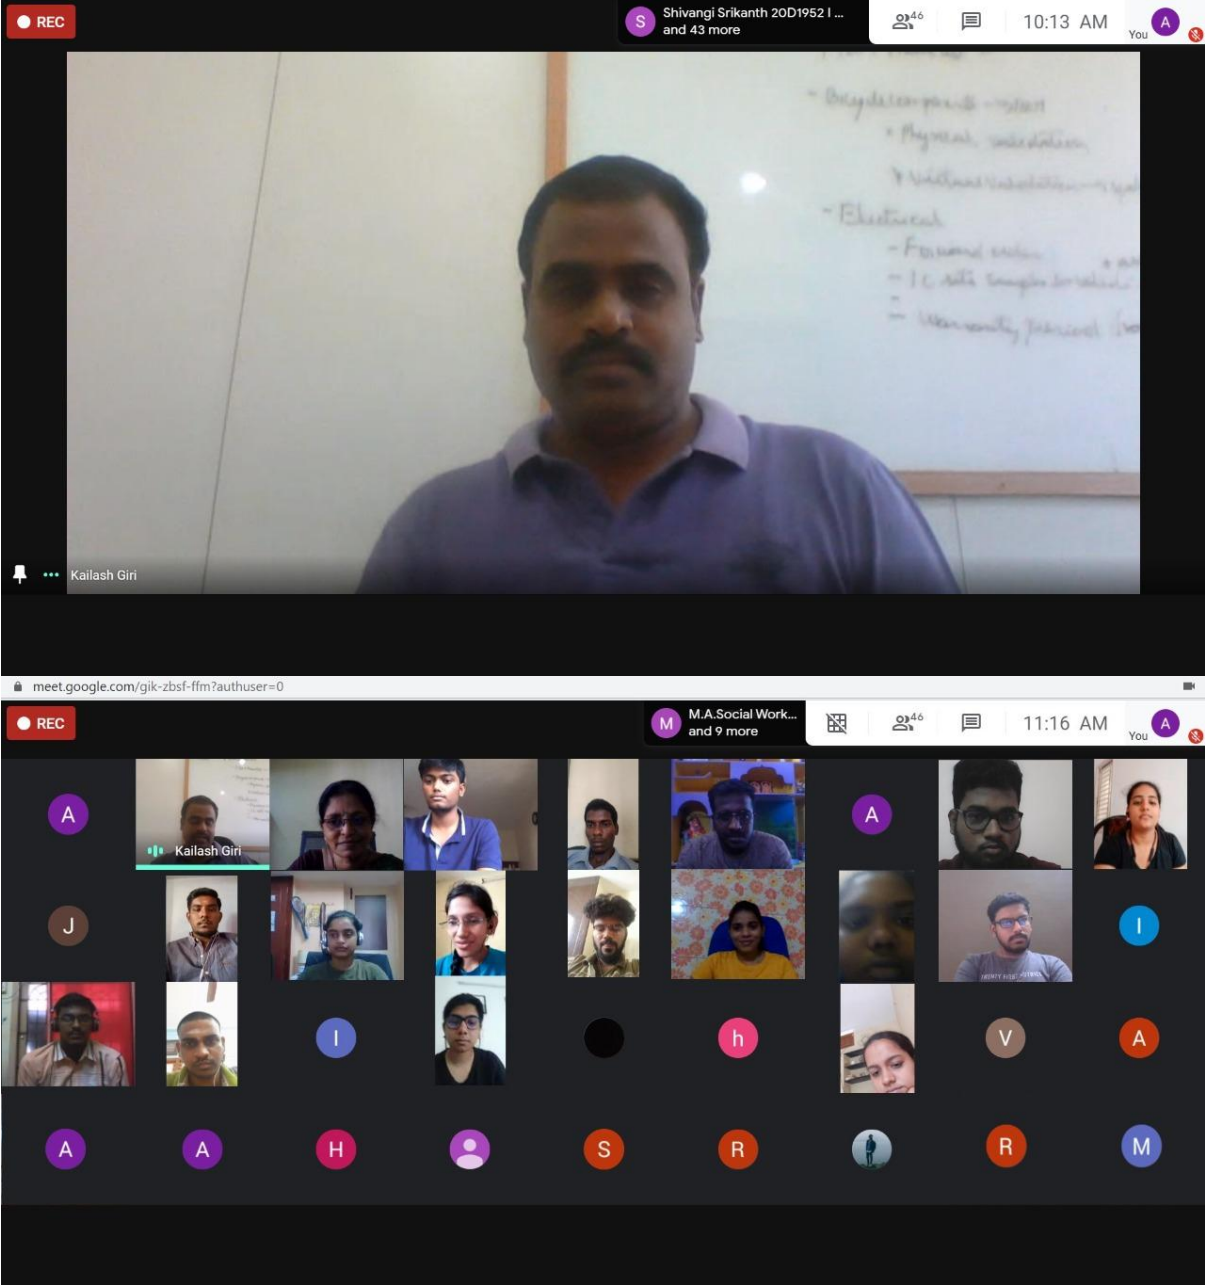 REC
Shivangi Srikanth 20D1952 I ...
and 43 more
46
10:13 AM
You
A
S
- Electrical
Kailash Giri
meet.google.com/gik-zbsf-ffm?authuser=0
REC
M
M.A.Social Work...
and 9 more
46
11:16 AM
You
A
A
Kailash Giri
A
J
I
I
h
V
A
A
A
H
S
R
R
M